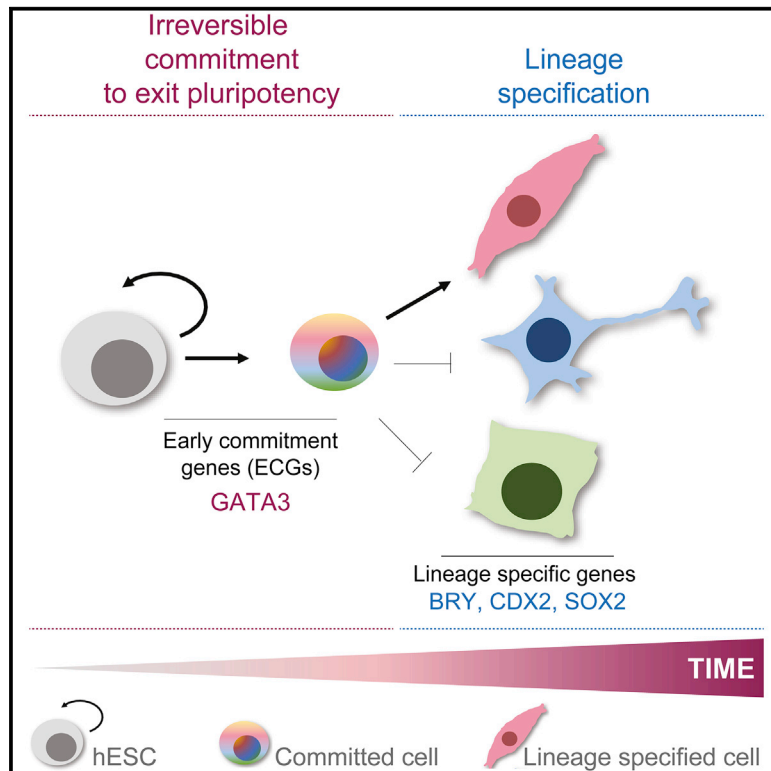 Irreversible
commitment
to exit pluripotency
Lineage
specification
Early commitment
genes (ECGs)
GATA3
Lineage specific genes
BRY, CDX2, SOX2
TIME
hESC
Committed cell
Lineage specified cell